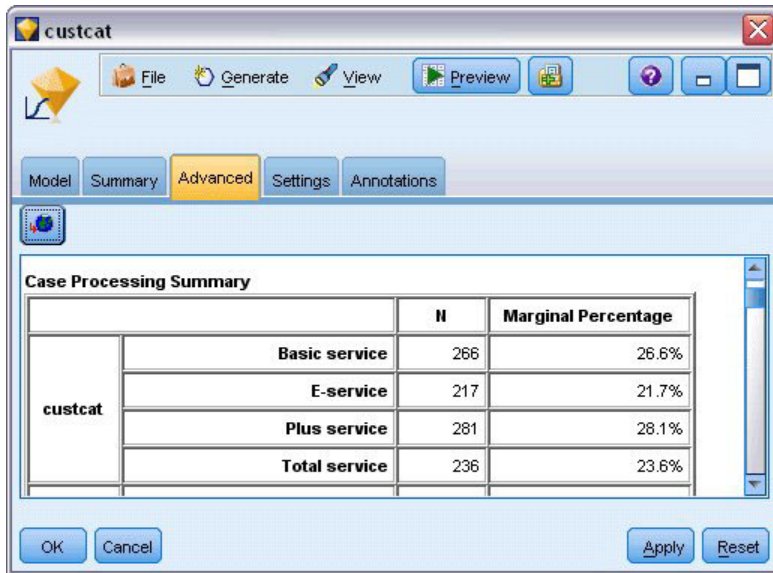 custcat
File Generate View Preview
Model Summary Advanced Settings Annotations
Case Processing Summary
N Marginal Percentage
custcat
Basic service 266 26.6%
E-service 217 21.7%
Plus service 281 28.1%
Total service 236 23.6%
OK Cancel Apply Reset